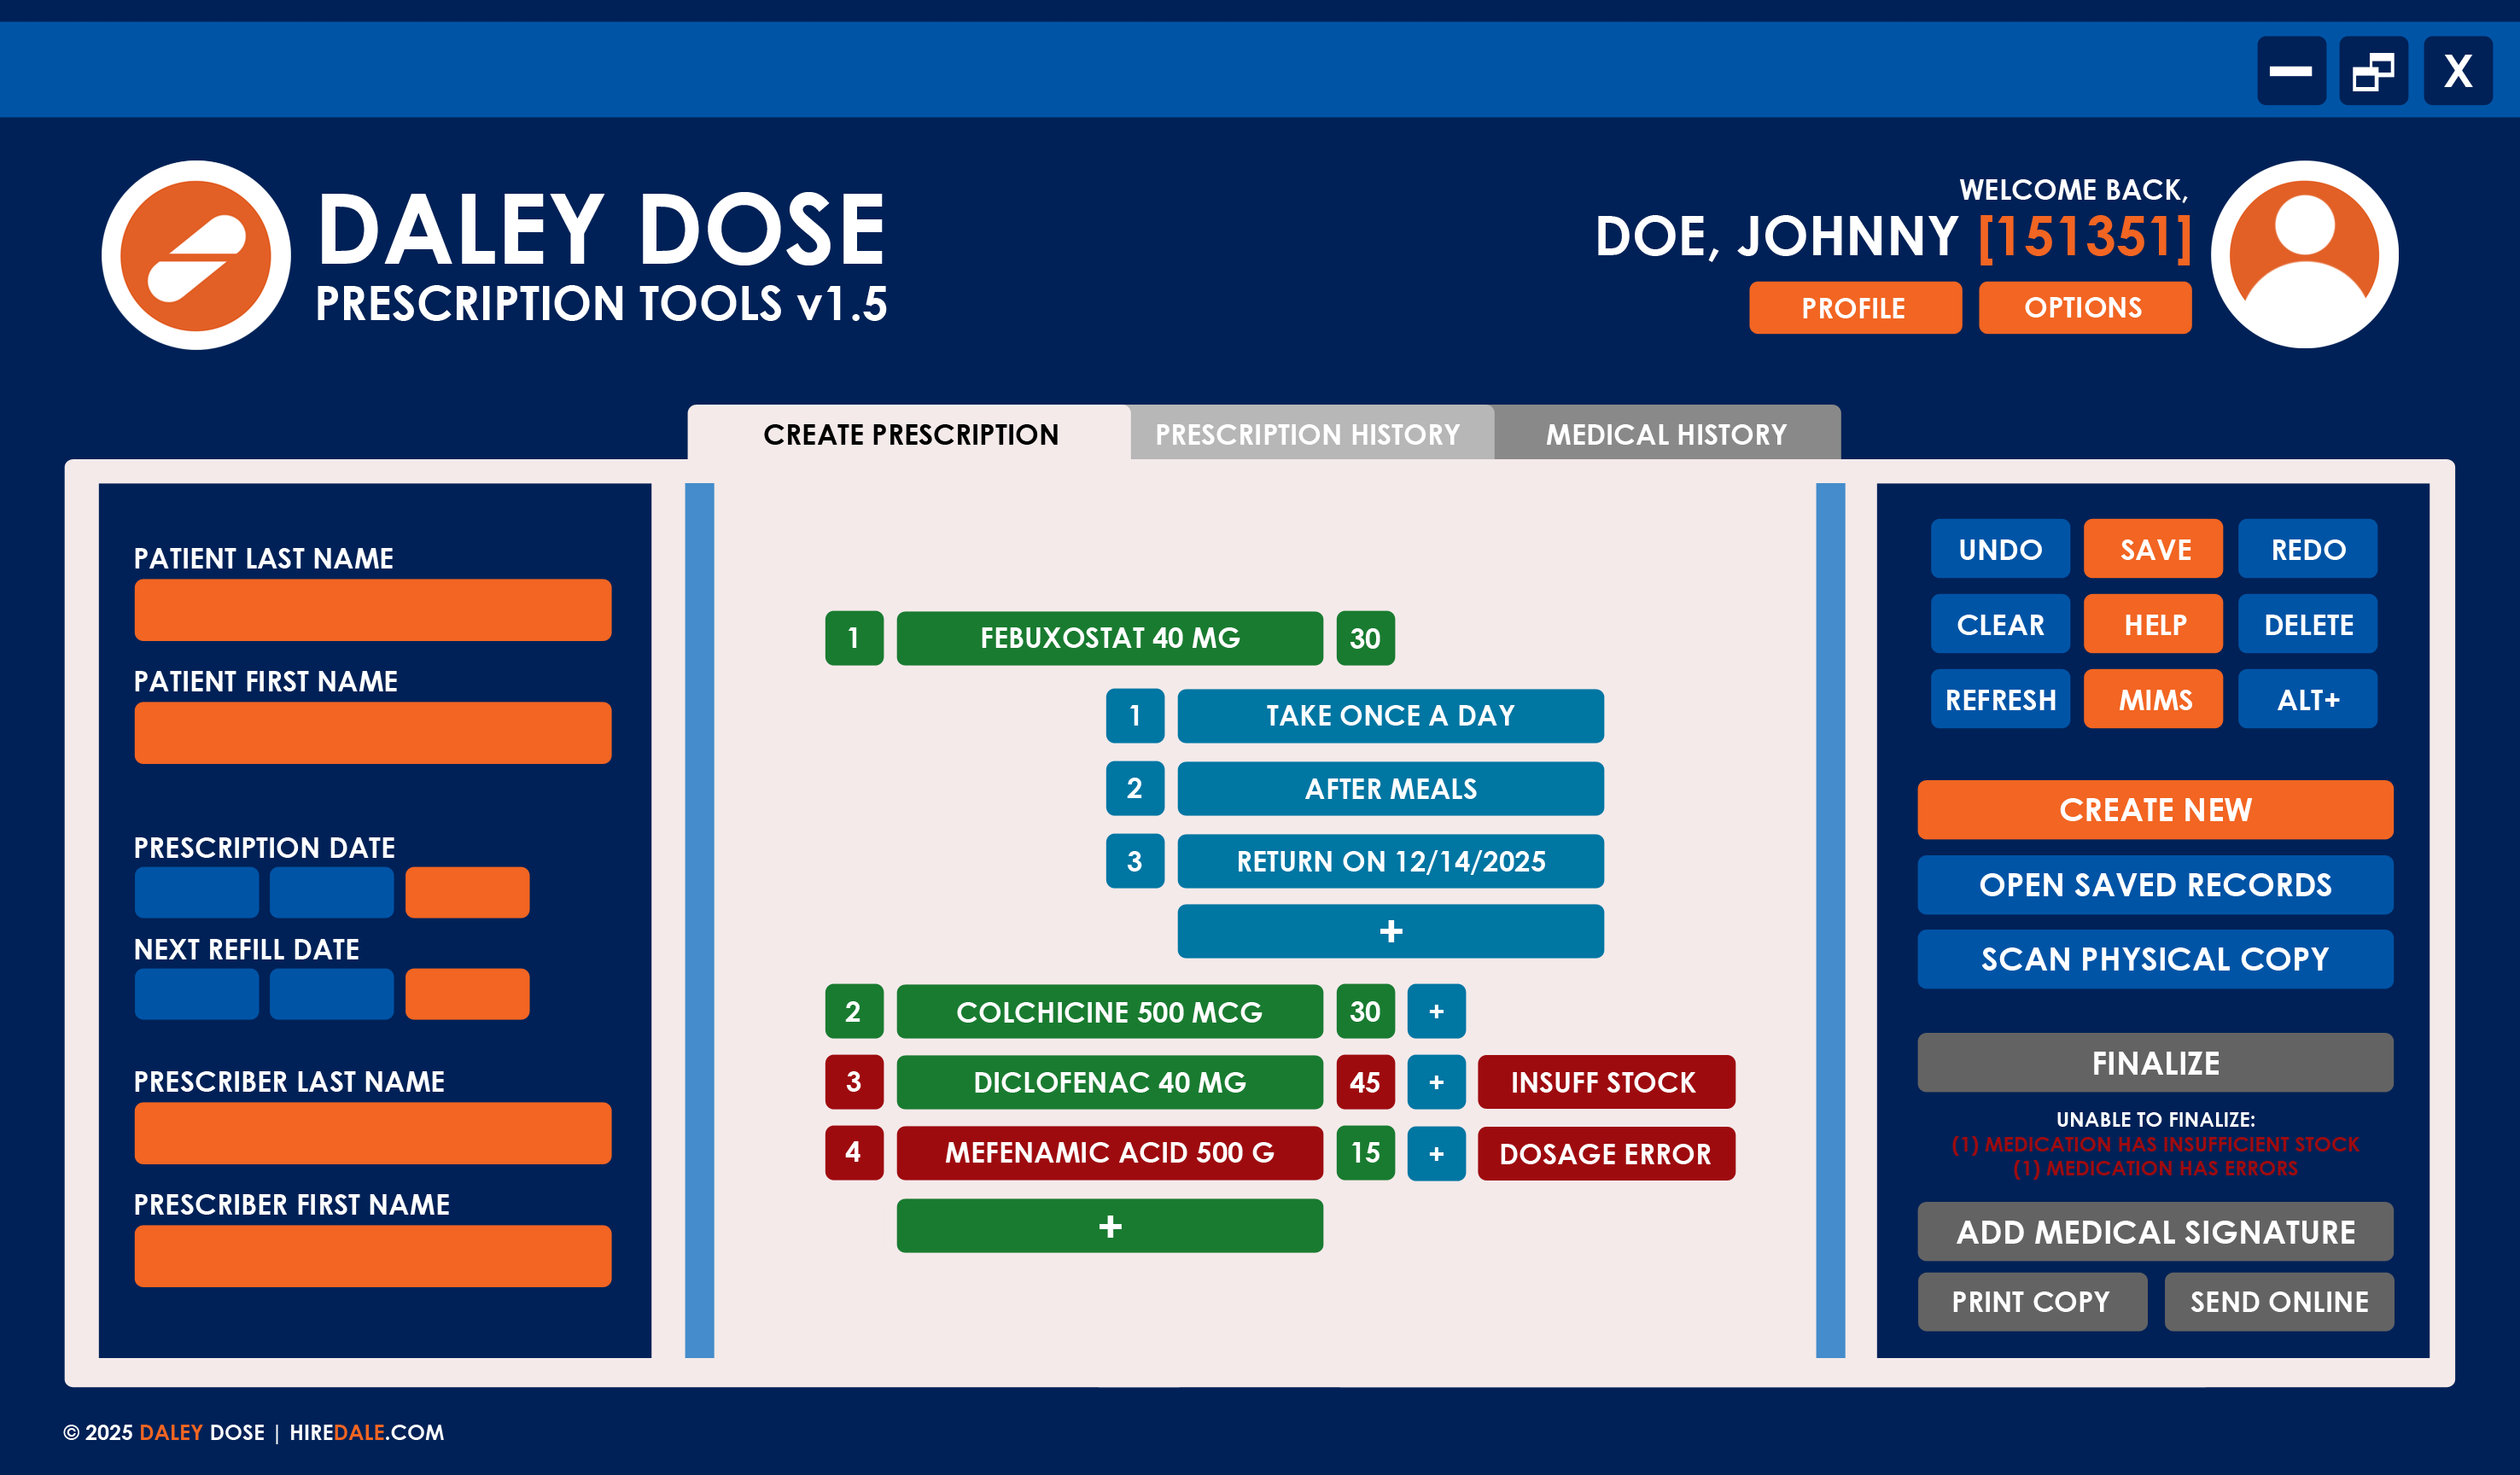 X
DALEY DOSE
PRESCRIPTION TOOLS v1.5
WELCOME BACK,
DOE, JOHNNY [151351]
PROFILE
OPTIONS
CREATE PRESCRIPTION
PRESCRIPTION HISTORY
MEDICAL HISTORY
PATIENT LAST NAME
PATIENT FIRST NAME
PRESCRIPTION DATE
NEXT REFILL DATE
PRESCRIBER LAST NAME
PRESCRIBER FIRST NAME
1 FEBUXOSTAT 40 MG 30
1 TAKE ONCE A DAY
2 AFTER MEALS
3 RETURN ON 12/14/2025
+
2 COLCHICINE 500 MCG 30 +
3 DICLOFENAC 40 MG 45 + INSUFF STOCK
4 MEFENAMIC ACID 500 G 15 + DOSAGE ERROR
+
UNDO SAVE REDO
CLEAR HELP DELETE
REFRESH MIMS ALT+
CREATE NEW
OPEN SAVED RECORDS
SCAN PHYSICAL COPY
FINALIZE
UNABLE TO FINALIZE:
(1) MEDICATION HAS INSUFFICIENT STOCK
(1) MEDICATION HAS ERRORS
ADD MEDICAL SIGNATURE
PRINT COPY SEND ONLINE
© 2025 DALEY DOSE | HIREDALE.COM